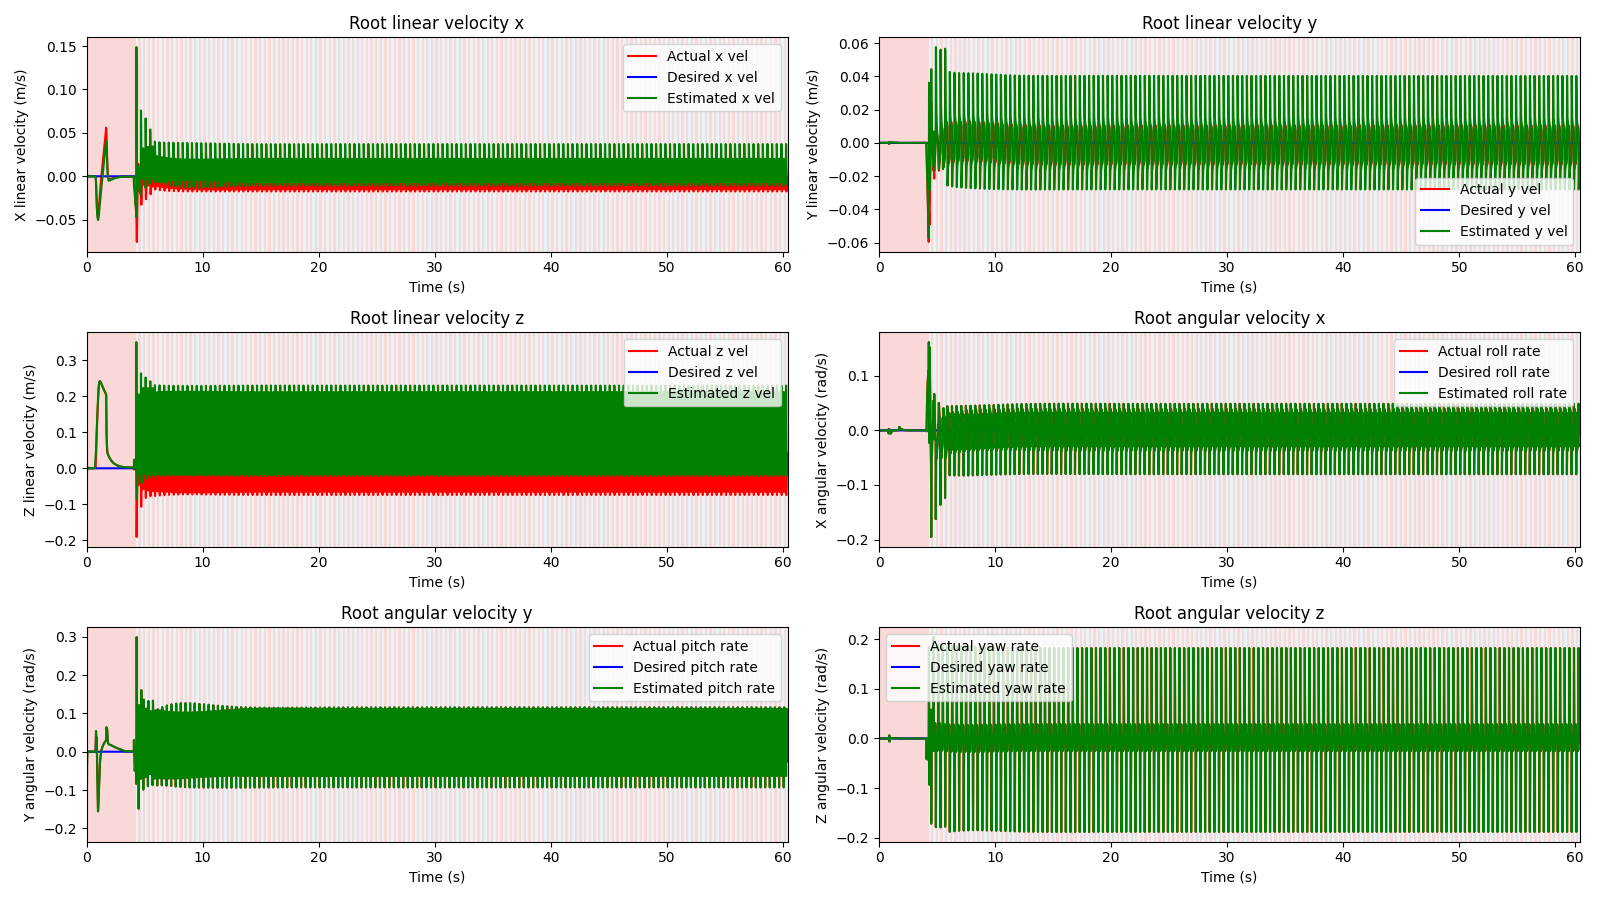 Root linear velocity x
X linear velocity (m/s)
0.15
0.10
0.05
0.00
−0.05
Actual x vel
Desired x vel
Estimated x vel
0 10 20 30 40 50 60
Time (s)
Root linear velocity y
Y linear velocity (m/s)
0.06
0.04
0.02
0.00
−0.02
−0.04
−0.06
Actual y vel
Desired y vel
Estimated y vel
0 10 20 30 40 50 60
Time (s)
Root linear velocity z
Z linear velocity (m/s)
0.3
0.2
0.1
0.0
−0.1
−0.2
Actual z vel
Desired z vel
Estimated z vel
0 10 20 30 40 50 60
Time (s)
Root angular velocity x
X angular velocity (rad/s)
0.1
0.0
−0.1
−0.2
Actual roll rate
Desired roll rate
Estimated roll rate
0 10 20 30 40 50 60
Time (s)
Root angular velocity y
Y angular velocity (rad/s)
0.3
0.2
0.1
0.0
−0.1
−0.2
Actual pitch rate
Desired pitch rate
Estimated pitch rate
0 10 20 30 40 50 60
Time (s)
Root angular velocity z
Z angular velocity (rad/s)
0.2
0.1
0.0
−0.1
−0.2
Actual yaw rate
Desired yaw rate
Estimated yaw rate
0 10 20 30 40 50 60
Time (s)